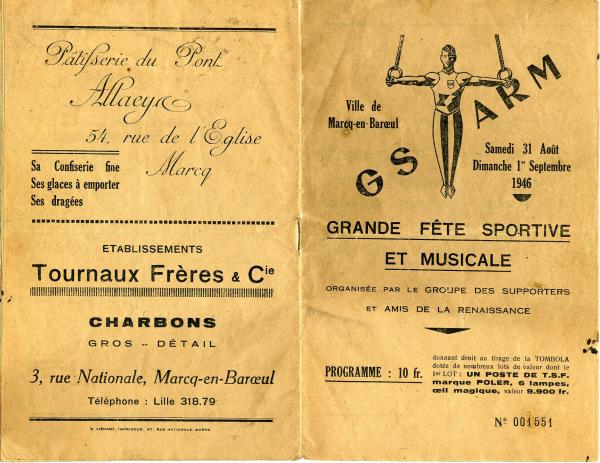 Pâtisserie du Pont
Allaeys
54, rue de l'Eglise
Marcq
Sa Confiserie fine
Ses glaces à emporter
Ses dragées
ETABLISSEMENTS
Tournaux Frères & Cie
CHARBONS
GROS -- DÉTAIL
3, rue Nationale, Marcq-en-Barœul
Téléphone : Lille 318.79
IMPRIMEUR, 87, RUE NATIONALE, MARCQ
GS ARM
Ville de
Marcq-en-Barœul
Samedi 31 Août
Dimanche 1er Septembre
1946
GRANDE FÊTE SPORTIVE
ET MUSICALE
ORGANISÉE PAR LE GROUPE DES SUPPORTERS
ET AMIS DE LA RENAISSANCE
PROGRAMME : 10 fr.
donnant droit au tirage de la TOMBOLA
dotée de nombreux lots de valeur dont le
1er LOT : UN POSTE DE T.S.F.
marque POLER, 6 lampes,
œil magique, valeur 9.900 fr.
N° 001551